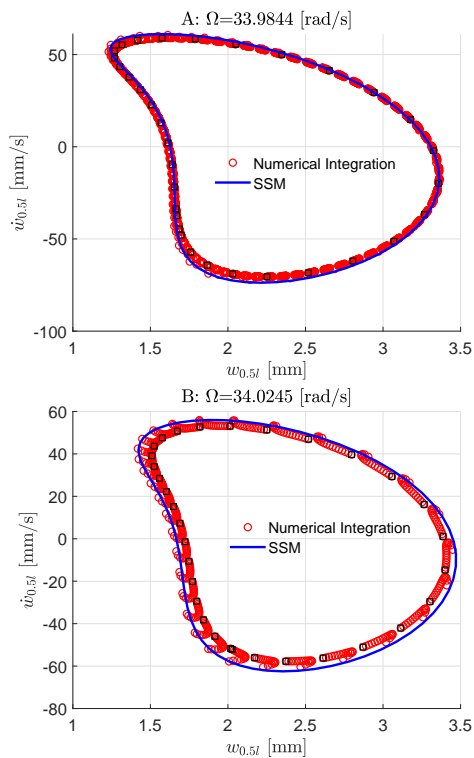 A: Ω=33.9844 [rad/s]
50
0
-50
-100
ẇ0.5l [mm/s]
Numerical Integration
SSM
1 1.5 2 2.5 3 3.5
w0.5l [mm]
B: Ω=34.0245 [rad/s]
60
40
20
0
-20
-40
-60
-80
ẇ0.5l [mm/s]
Numerical Integration
SSM
1 1.5 2 2.5 3 3.5
w0.5l [mm]